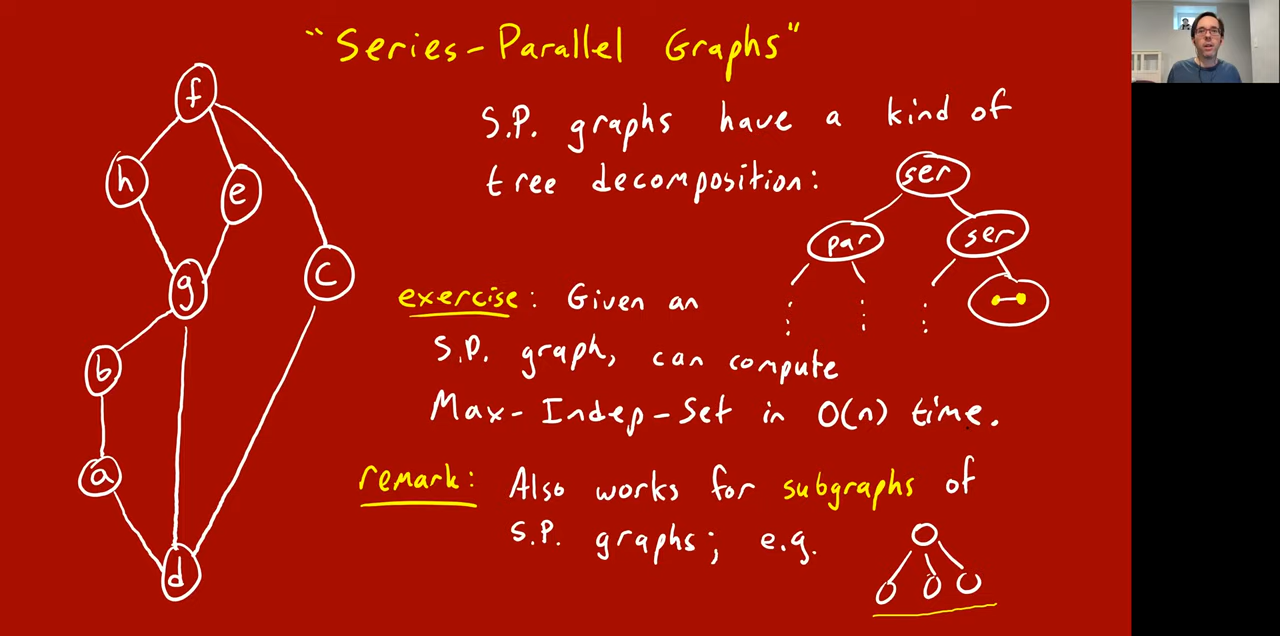 "Series-Parallel Graphs"
S.P. graphs have a kind of
tree decomposition:
ser
par
ser
exercise: Given an
S.P. graph, can compute
Max-Indep-Set in O(n) time.
remark: Also works for subgraphs of
S.P. graphs; e.g.
f
h
e
g
c
b
a
d